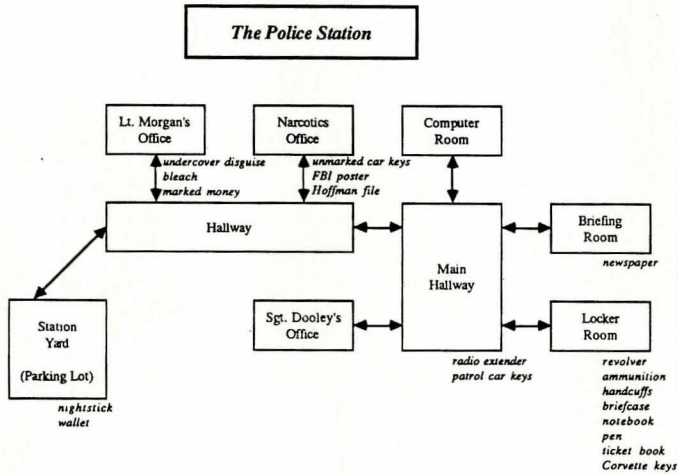 The Police Station
Lt. Morgan's
Office
Narcotics
Office
Computer
Room
undercover disguise
bleach
marked money
unmarked car keys
FBI poster
Hoffman file
Hallway
Main
Hallway
Briefing
Room
newspaper
Station
Yard
(Parking Lot)
nightstick
wallet
Sgt. Dooley's
Office
radio extender
patrol car keys
Locker
Room
revolver
ammunition
handcuffs
briefcase
notebook
pen
ticket book
Corvette keys